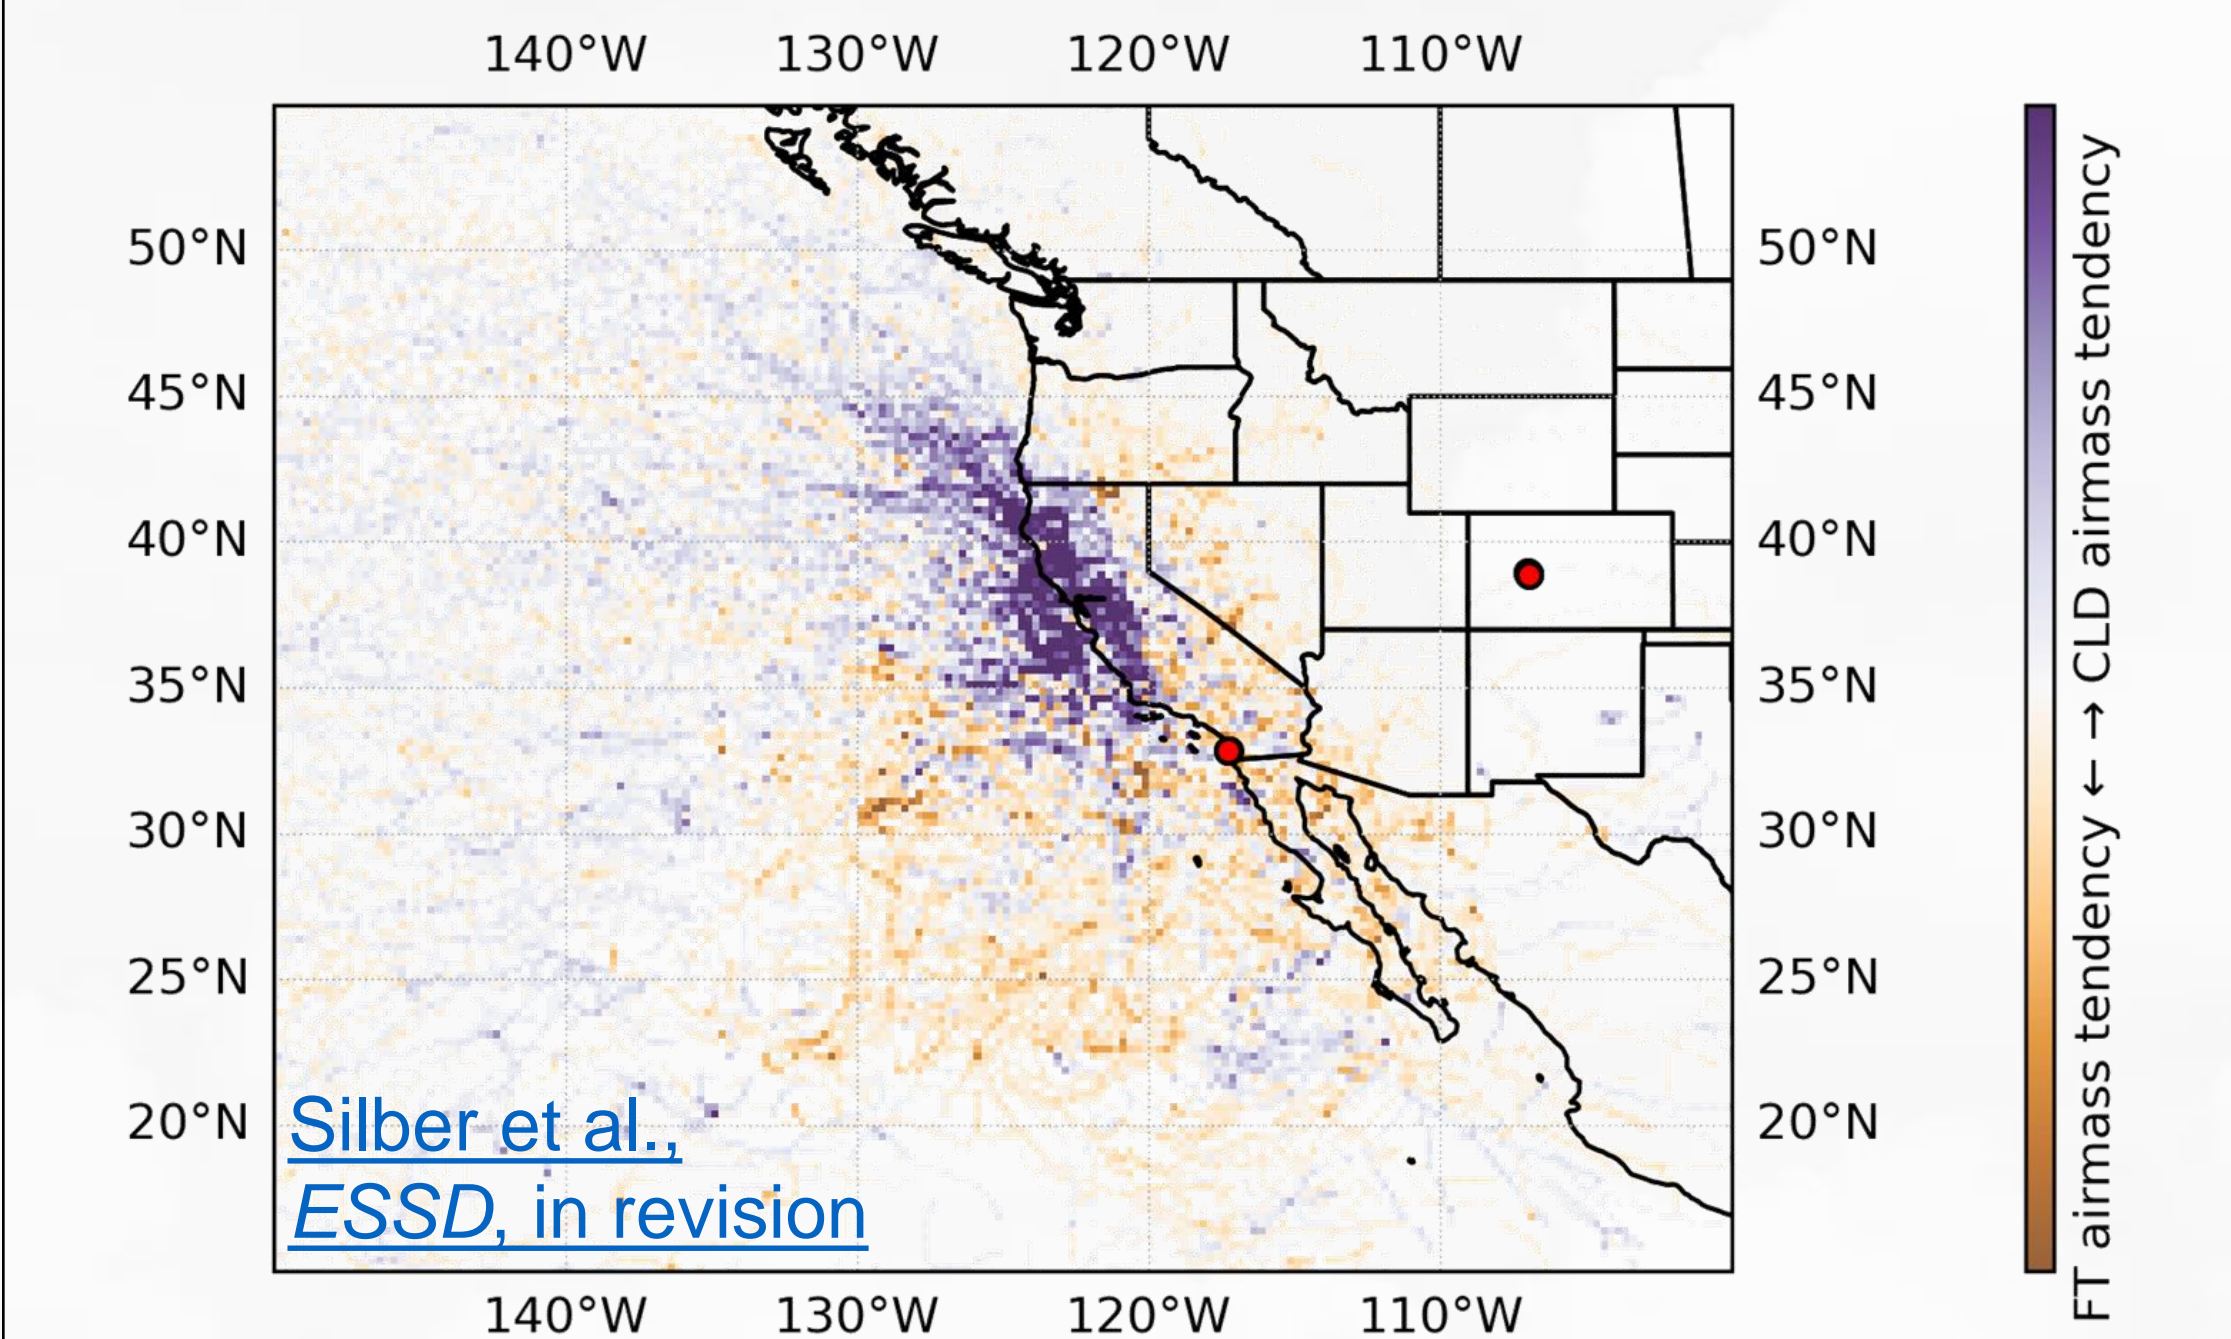 140°W 130°W 120°W 110°W
50°N 50°N
45°N 45°N
40°N 40°N
35°N 35°N
30°N 30°N
25°N 25°N
20°N 20°N
Silber et al.,
ESSD, in revision
140°W 130°W 120°W 110°W
FT airmass tendency ← → CLD airmass tendency